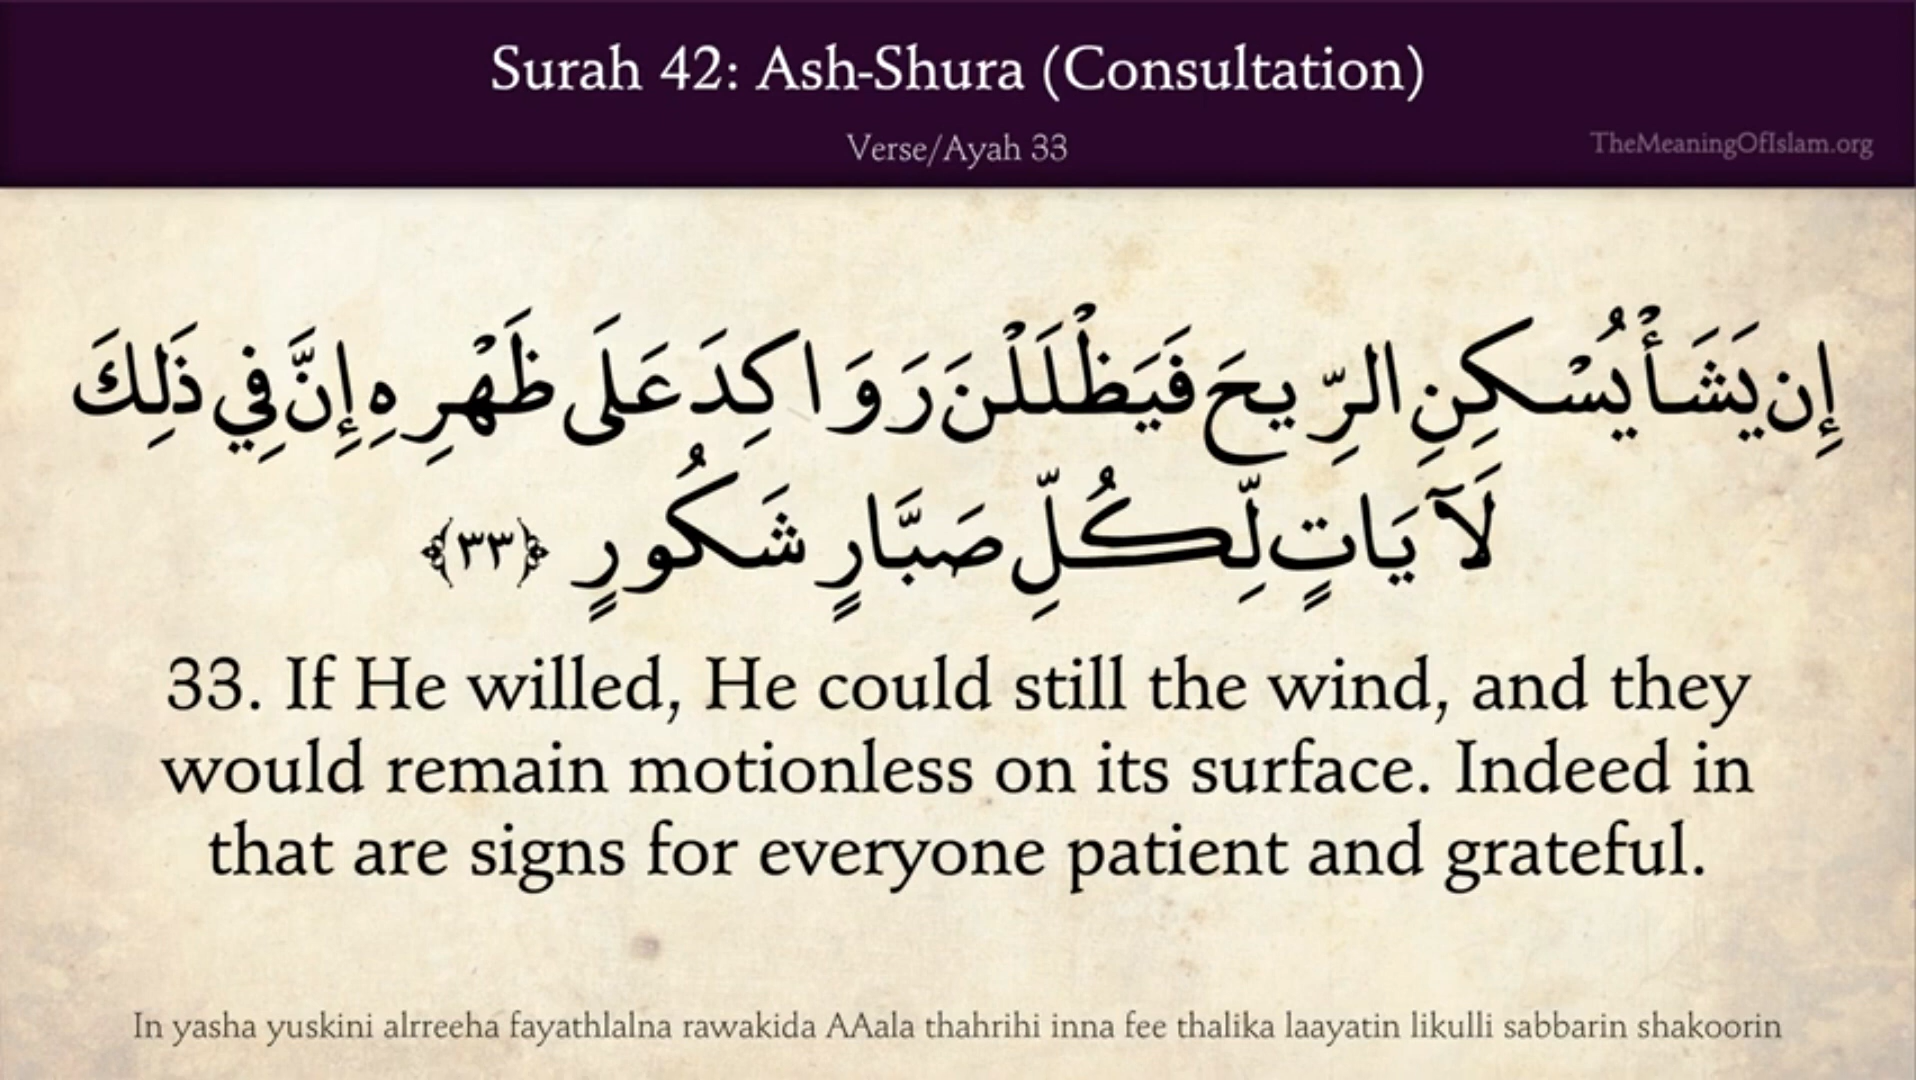 Surah 42: Ash-Shura (Consultation)
Verse/Ayah 33
TheMeaningOfIslam.org
إِن يَشَأْ يُسْكِنِ الرِّيحَ فَيَظْلَلْنَ رَوَاكِدَ عَلَى ظَهْرِهِ إِنَّ فِي ذَلِكَ
لَآيَاتٍ لِّكُلِّ صَبَّارٍ شَكُورٍ ﴿٣٣﴾
33. If He willed, He could still the wind, and they
would remain motionless on its surface. Indeed in
that are signs for everyone patient and grateful.
In yasha yuskini alrreeha fayathlalna rawakida AAala thahrihi inna fee thalika laayatin likulli sabbarin shakoorin